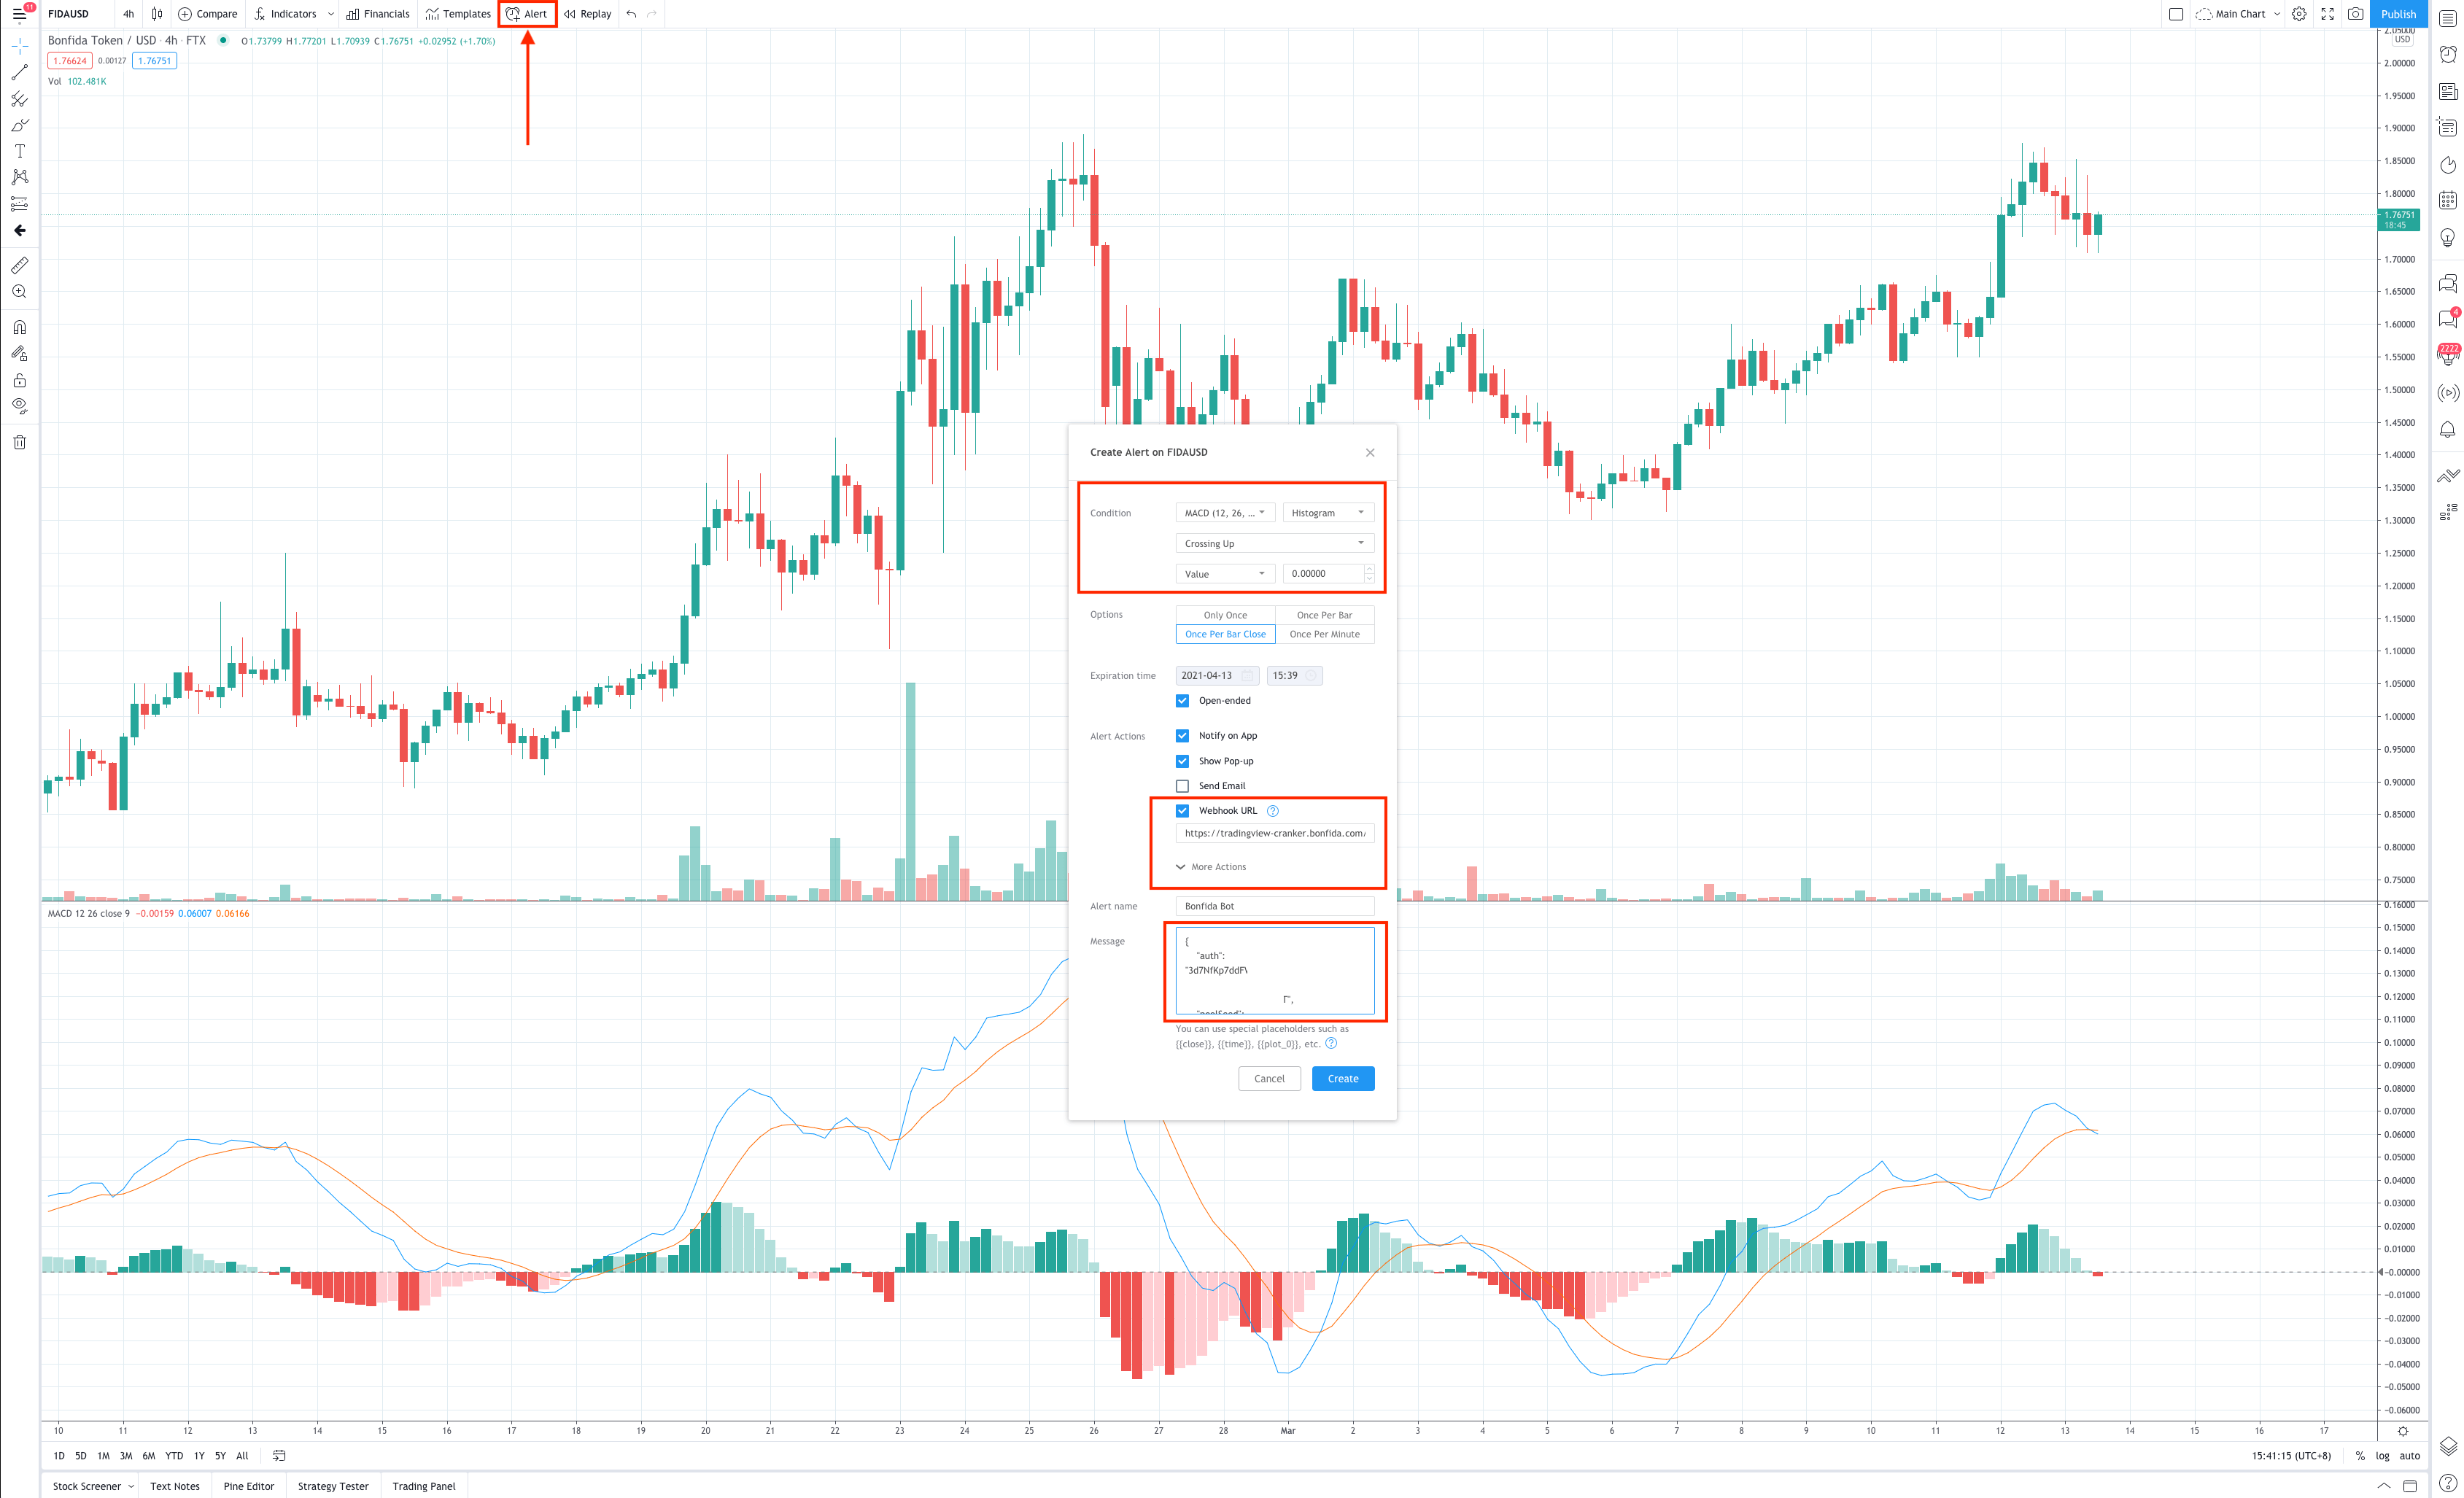 11
FIDAUSD 4h Compare Indicators Financials Templates Alert Replay Main Chart Publish
Bonfida Token / USD · 4h · FTX O1.73799 H1.77201 L1.70939 C1.76751 +0.02952 (+1.70%)
1.76624 0.00127 1.76751
Vol 102.481K
USD
2.00000
1.95000
1.90000
1.85000
1.80000
1.76751
18:45
1.70000
1.65000
1.60000
1.55000
1.50000
1.45000
1.40000
1.35000
1.30000
1.25000
1.20000
1.15000
1.10000
1.05000
1.00000
0.95000
0.90000
0.85000
0.80000
0.75000
4
2222
Create Alert on FIDAUSD
Condition MACD (12, 26, ... Histogram
Crossing Up
Value 0.00000
Options Only Once Once Per Bar
Once Per Bar Close Once Per Minute
Expiration time 2021-04-13 15:39
Open-ended
Alert Actions Notify on App
Show Pop-up
Send Email
Webhook URL
https://tradingview-cranker.bonfida.com/
More Actions
Alert name Bonfida Bot
Message {
"auth":
"3d7NfKp7ddF
",
"poolSeed":
You can use special placeholders such as
{{close}}, {{time}}, {{plot_0}}, etc.
Cancel Create
MACD 12 26 close 9 −0.00159 0.06007 0.06166
0.16000
0.15000
0.14000
0.13000
0.12000
0.11000
0.10000
0.09000
0.08000
0.07000
0.06000
0.05000
0.04000
0.03000
0.02000
0.01000
−0.00000
−0.01000
−0.02000
−0.03000
−0.04000
−0.05000
−0.06000
10 11 12 13 14 15 16 17 18 19 20 21 22 23 24 25 26 27 28 Mar 2 3 4 5 6 7 8 9 10 11 12 13 14 15 16 17
1D 5D 1M 3M 6M YTD 1Y 5Y All 15:41:15 (UTC+8) % log auto
Stock Screener Text Notes Pine Editor Strategy Tester Trading Panel